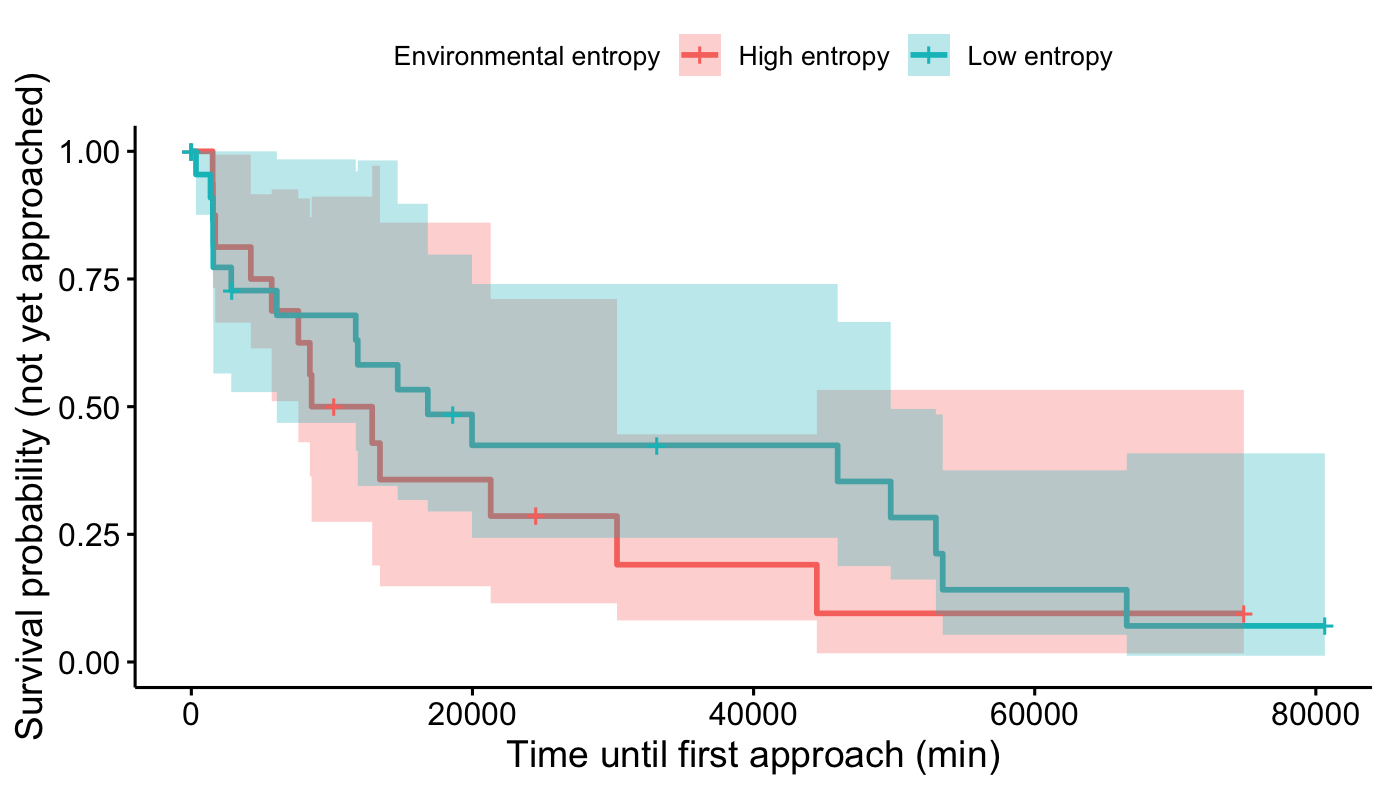 Environmental entropy High entropy Low entropy
Survival probability (not yet approached)
1.00
0.75
0.50
0.25
0.00
0 20000 40000 60000 80000
Time until first approach (min)